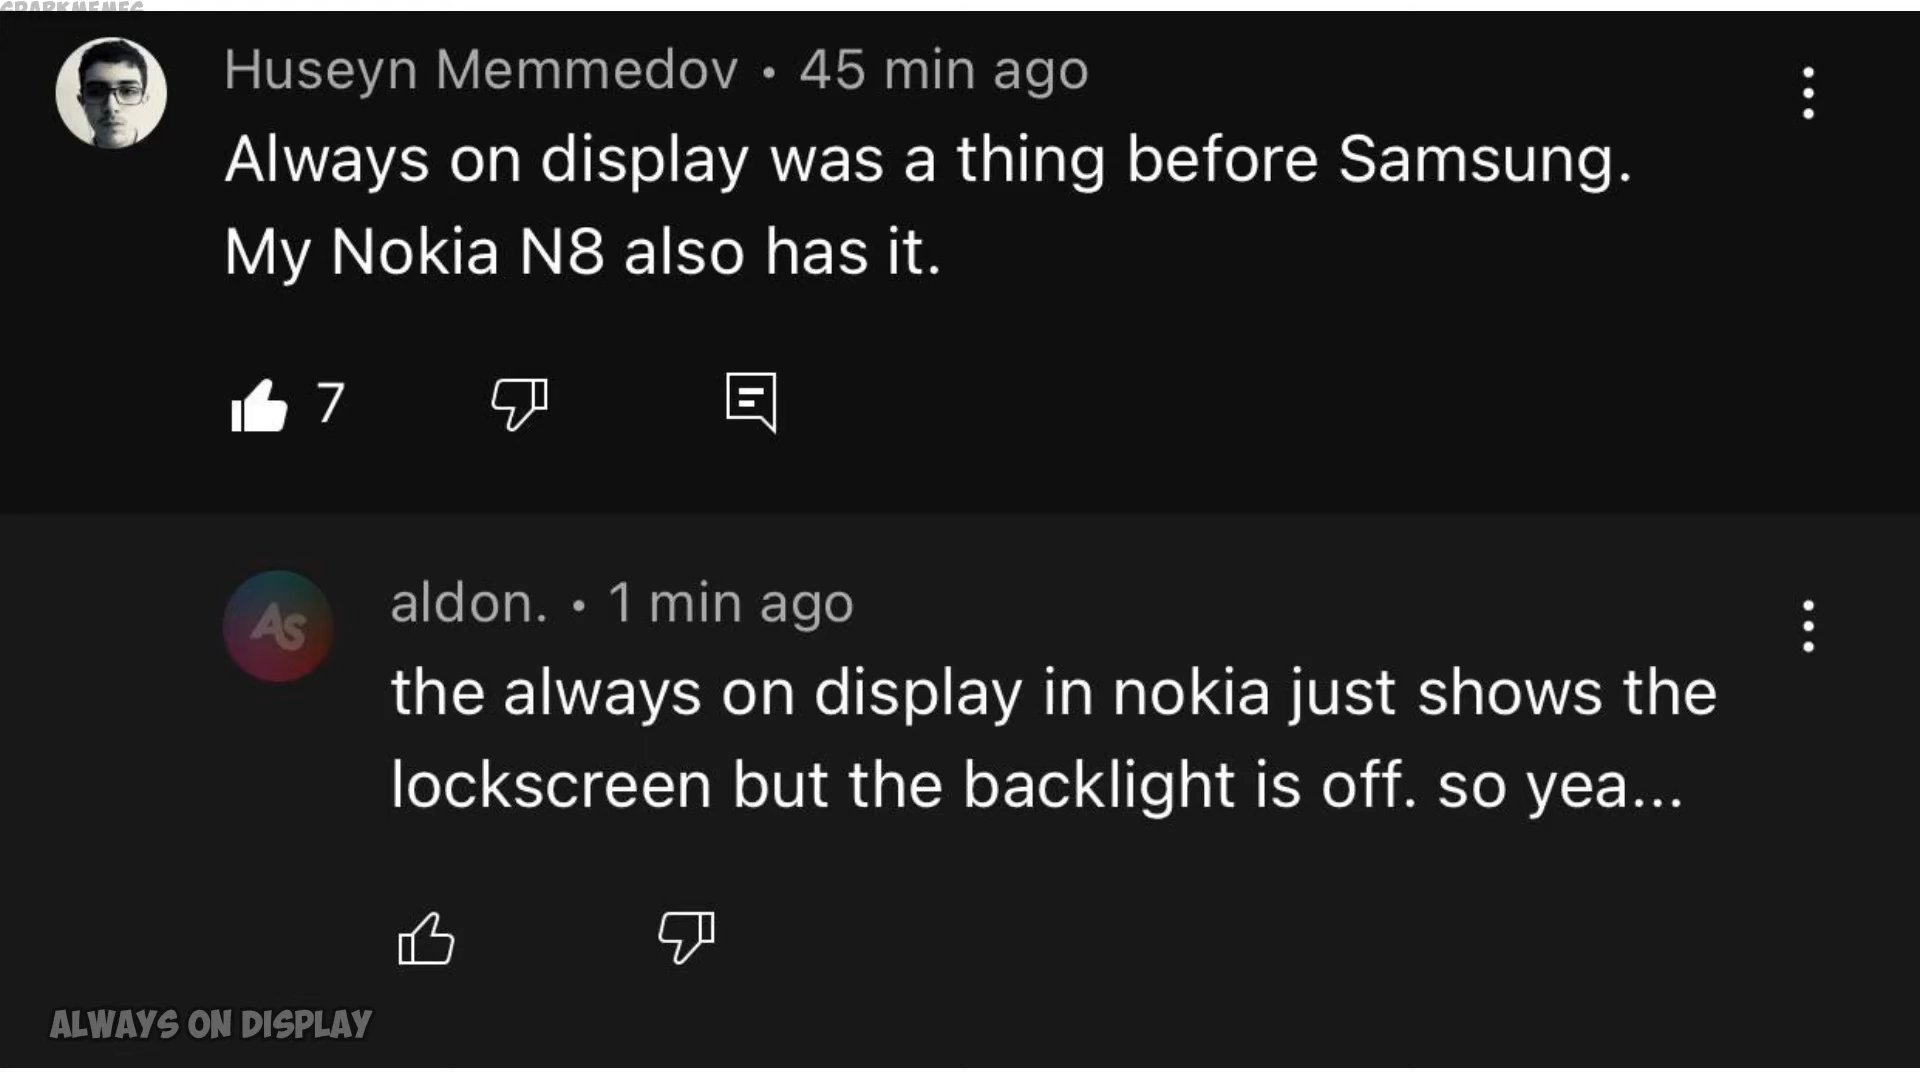 SPARKMEMES
Huseyn Memmedov • 45 min ago
Always on display was a thing before Samsung.
My Nokia N8 also has it.
7
As
aldon. • 1 min ago
the always on display in nokia just shows the
lockscreen but the backlight is off. so yea...
ALWAYS ON DISPLAY